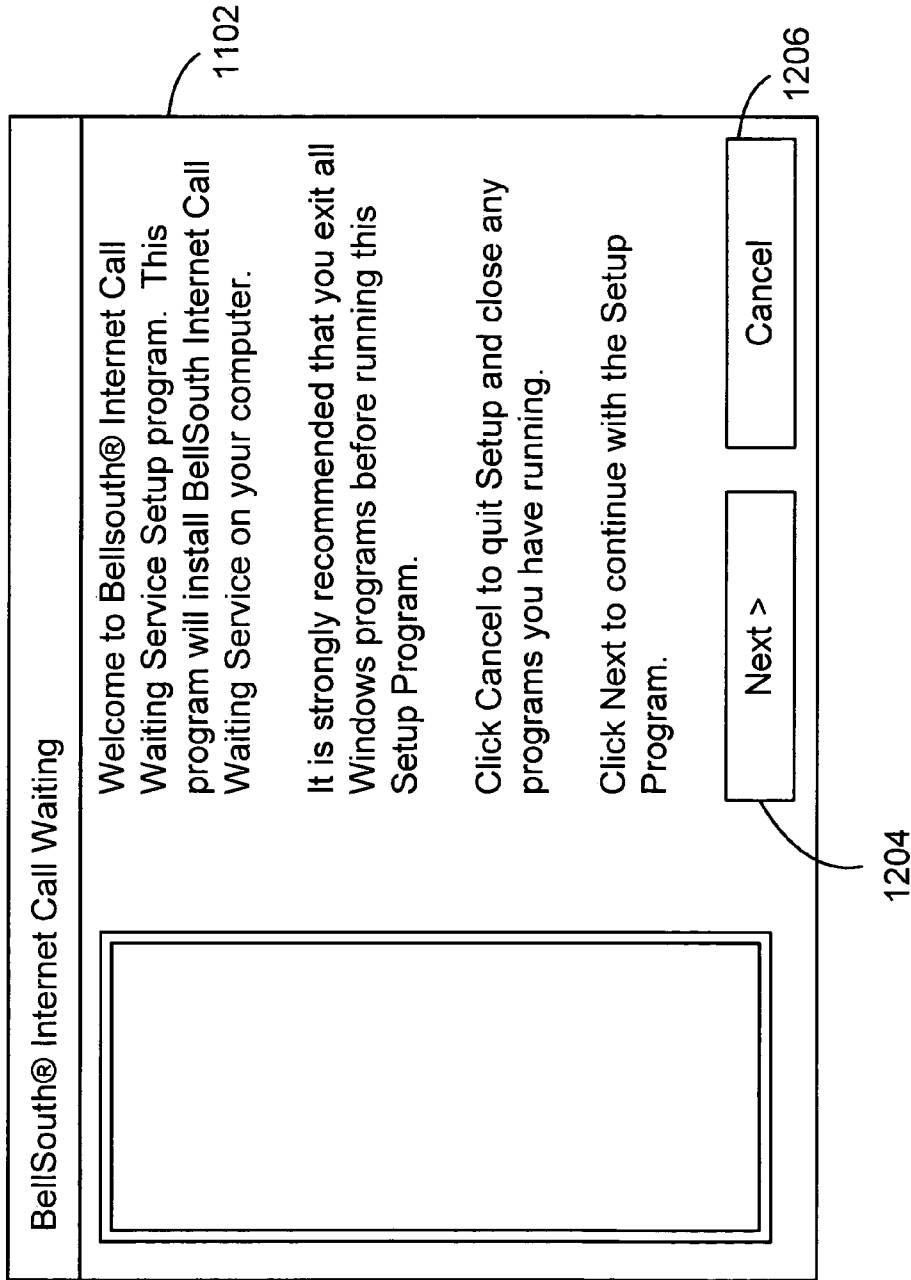 BellSouth® Internet Call Waiting
Welcome to Bellsouth® Internet Call
Waiting Service Setup program. This
program will install BellSouth Internet Call
Waiting Service on your computer.
It is strongly recommended that you exit all
Windows programs before running this
Setup Program.
Click Cancel to quit Setup and close any
programs you have running.
Click Next to continue with the Setup
Program.
Next >
Cancel
1102
1204
1206